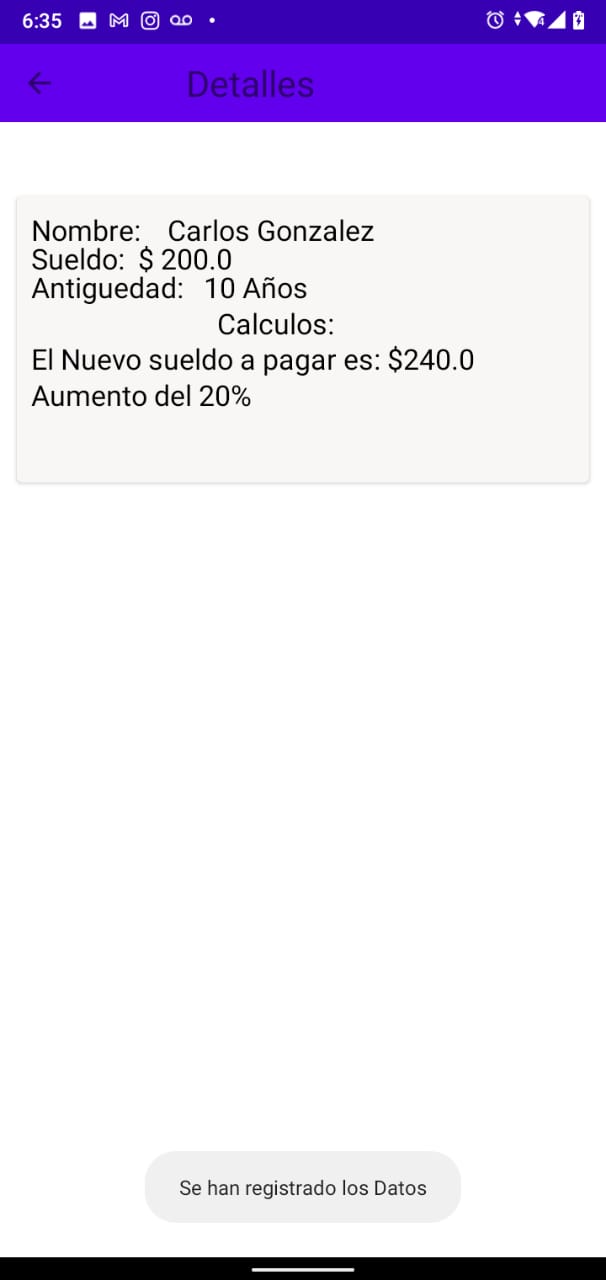 6:35
Detalles
Nombre: Carlos Gonzalez
Sueldo: $ 200.0
Antiguedad: 10 Años
Calculos:
El Nuevo sueldo a pagar es: $240.0
Aumento del 20%
Se han registrado los Datos